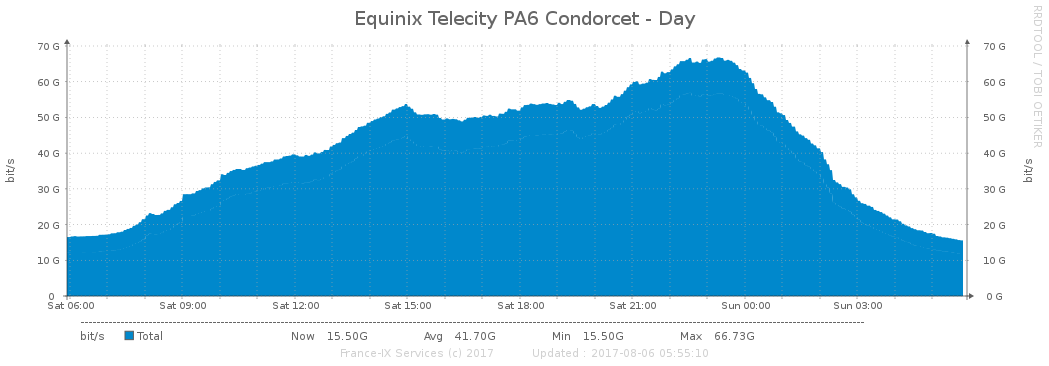 Equinix Telecity PA6 Condorcet - Day
RRDTOOL / TOBI OETIKER
70 G 70 G
60 G 60 G
50 G 50 G
40 G 40 G
30 G 30 G
20 G 20 G
10 G 10 G
0 0 G
bit/s bit/s
Sat 06:00 Sat 09:00 Sat 12:00 Sat 15:00 Sat 18:00 Sat 21:00 Sun 00:00 Sun 03:00
bit/s Total Now 15.50G Avg 41.70G Min 15.50G Max 66.73G
France-IX Services (c) 2017 Updated : 2017-08-06 05:55:10